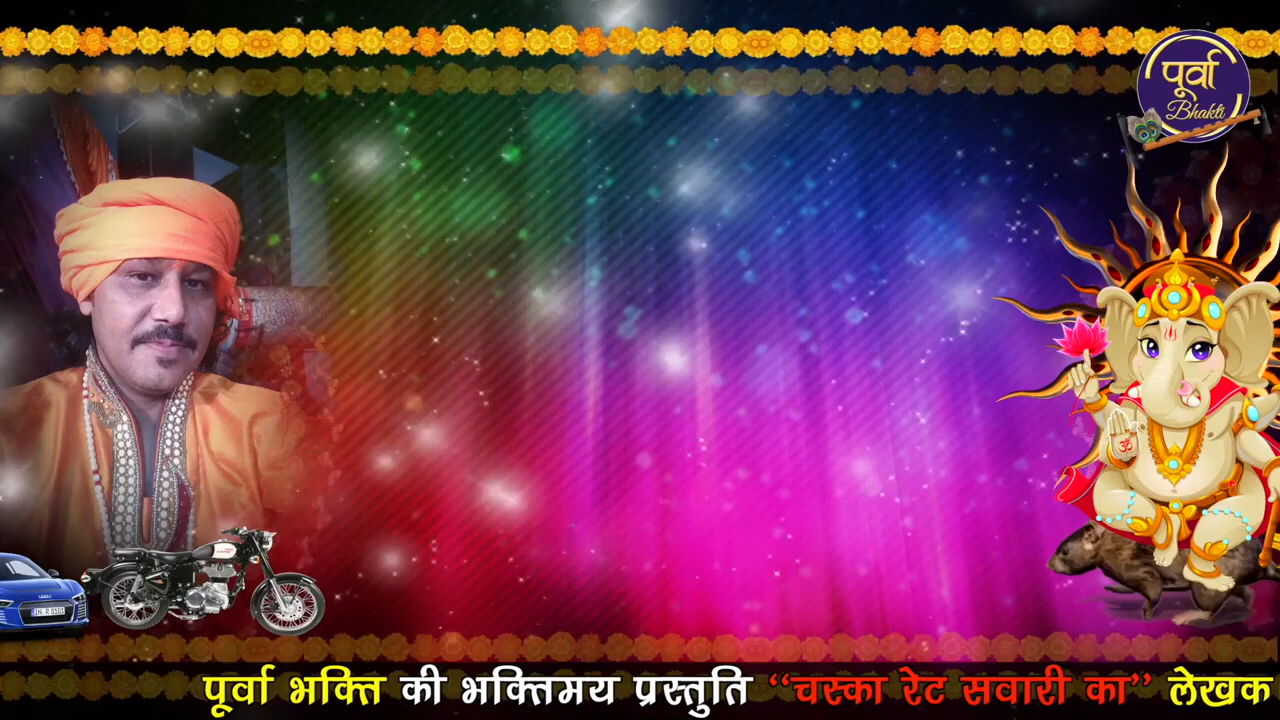 पूर्वा
Bhakti
पूर्वा भक्ति की भक्तिमय प्रस्तुति “चस्का रेट सवारी का” लेखक